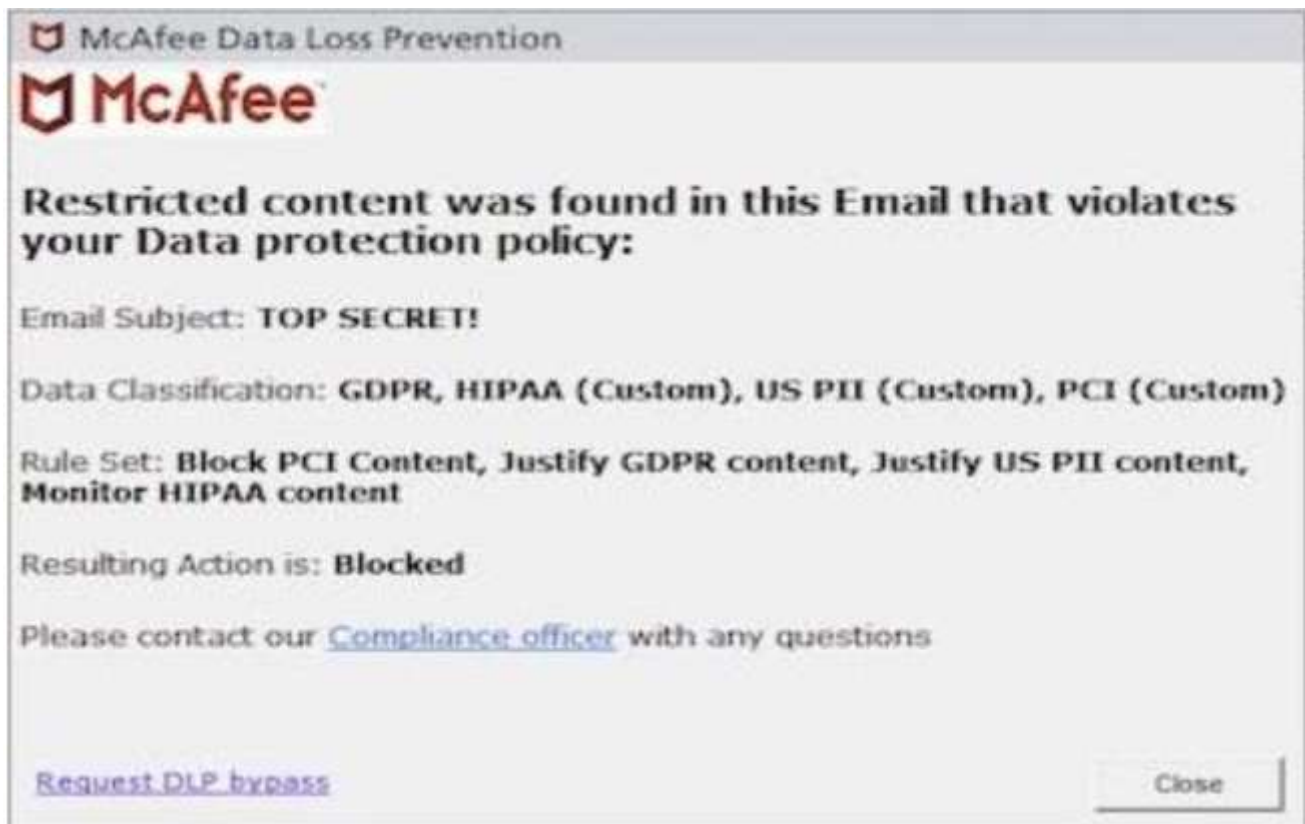 McAfee Data Loss Prevention
McAfee
Restricted content was found in this Email that violates
your Data protection policy:
Email Subject: TOP SECRET!
Data Classification: GDPR, HIPAA (Custom), US PII (Custom), PCI (Custom)
Rule Set: Block PCI Content, Justify GDPR content, Justify US PII content,
Monitor HIPAA content
Resulting Action is: Blocked
Please contact our Compliance officer with any questions
Request DLP bypass
Close